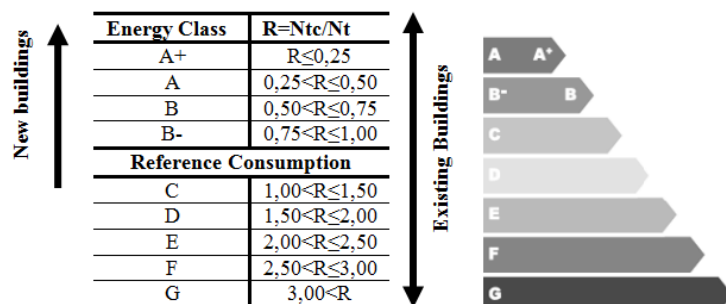 New buildings
Energy Class R=Ntc/Nt
A+ R≤0,25
A 0,25<R≤0,50
B 0,50<R≤0,75
B- 0,75<R≤1,00
Reference Consumption
C 1,00<R≤1,50
D 1,50<R≤2,00
E 2,00<R≤2,50
F 2,50<R≤3,00
G 3,00<R
Existing Buildings
A A+
B- B
C
D
E
F
G